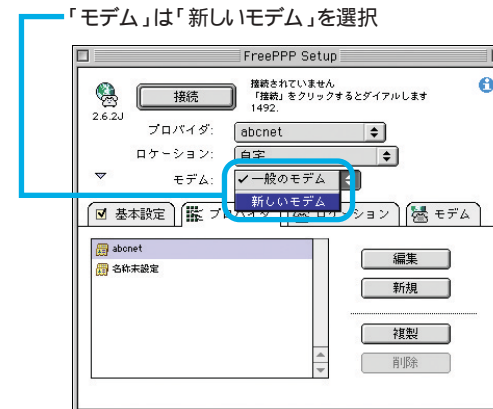 「モデム」は「新しいモデム」を選択
FreePPP Setup
接続
接続されていません
「接続」をクリックするとダイアルします
1492.
2.6.2J
プロバイダ: abcnet
ロケーション: 自宅
モデム: ✓一般のモデム
新しいモデム
基本設定 プロバイダ ロケーション モデム
abcnet
名称未設定
編集
新規
複製
削除